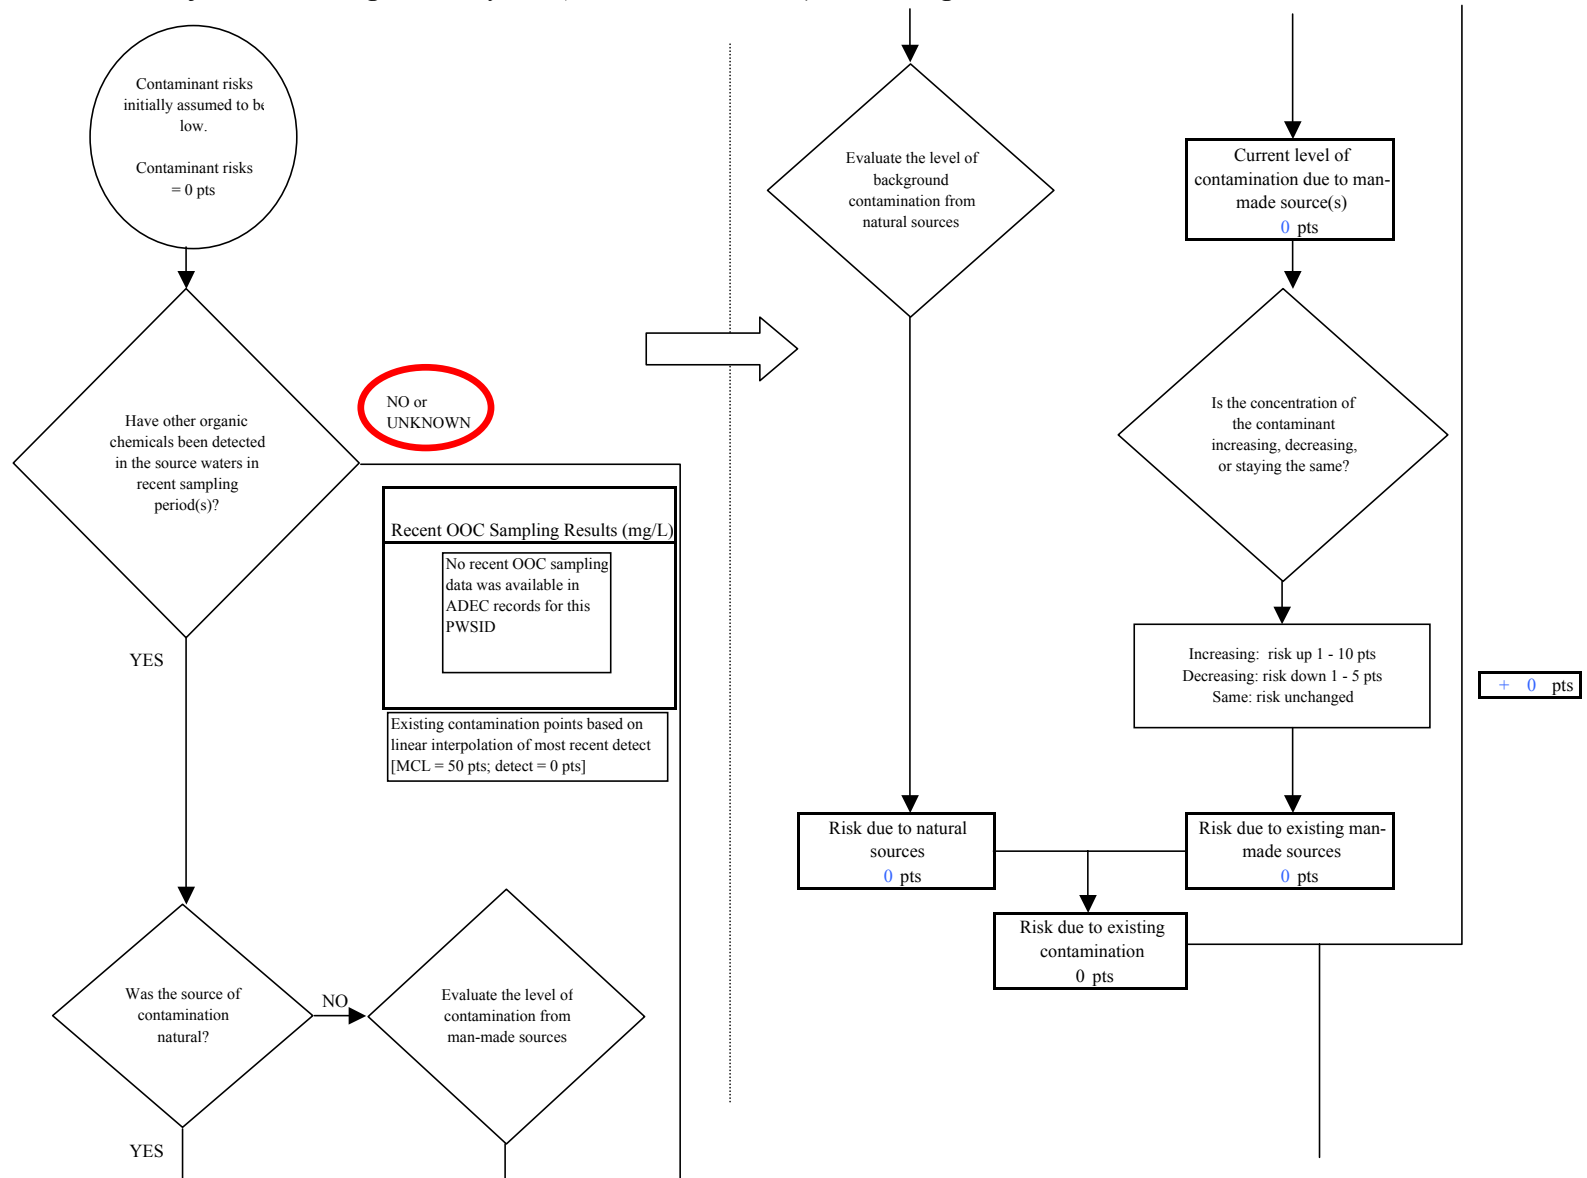 Contaminant risks
initially assumed to be
low.
Contaminant risks
= 0 pts
Have other organic
chemicals been detected
in the source waters in
recent sampling
period(s)?
NO or
UNKNOWN
Recent OOC Sampling Results (mg/L)
No recent OOC sampling
data was available in
ADEC records for this
PWSID
Existing contamination points based on
linear interpolation of most recent detect
[MCL = 50 pts; detect = 0 pts]
YES
Was the source of
contamination
natural?
NO
Evaluate the level of
contamination from
man-made sources
YES
Evaluate the level of
background
contamination from
natural sources
Current level of
contamination due to man-
made source(s)
0 pts
Is the concentration of
the contaminant
increasing, decreasing,
or staying the same?
Increasing: risk up 1 - 10 pts
Decreasing: risk down 1 - 5 pts
Same: risk unchanged
+ 0 pts
Risk due to natural
sources
0 pts
Risk due to existing man-
made sources
0 pts
Risk due to existing
contamination
0 pts